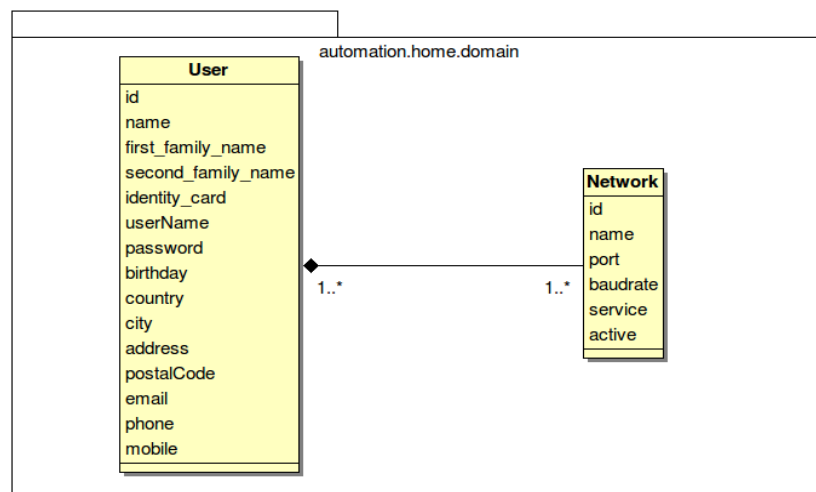 automation.home.domain
User
id
name
first_family_name
second_family_name
identity_card
userName
password
birthday
country
city
address
postalCode
email
phone
mobile
1..*
1..*
Network
id
name
port
baudrate
service
active